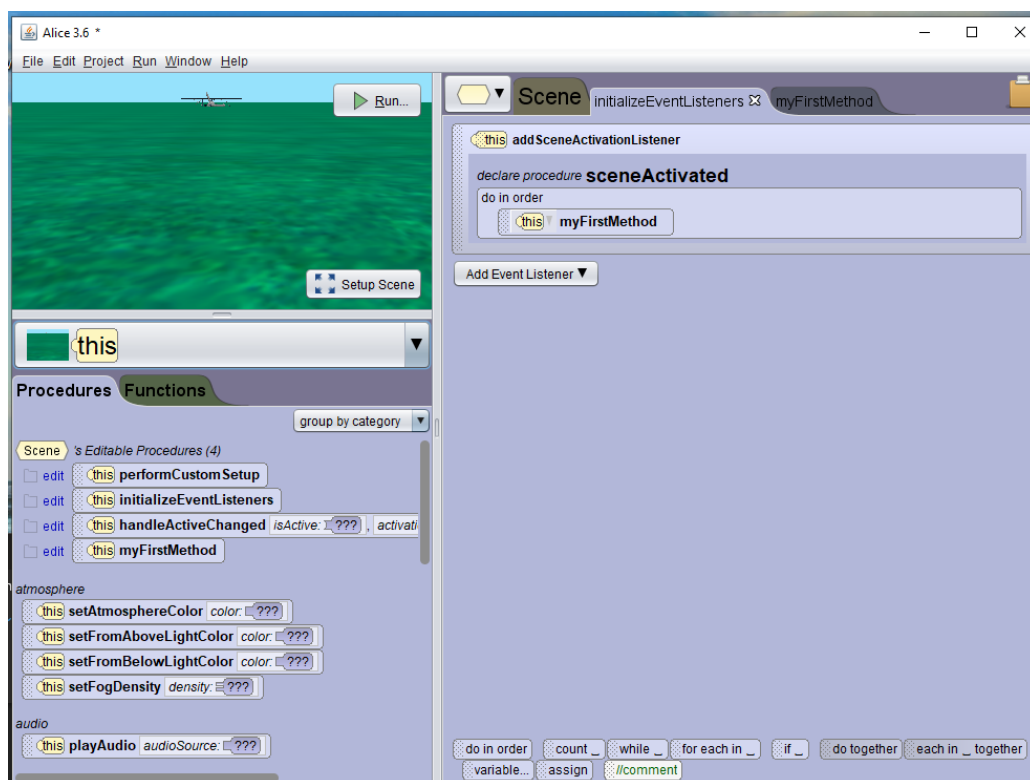 Alice 3.6 *
File Edit Project Run Window Help
Run...
Setup Scene
this
Procedures Functions
group by category
Scene 's Editable Procedures (4)
edit this performCustomSetup
edit this initializeEventListeners
edit this handleActiveChanged isActive: ??? , activati
edit this myFirstMethod
atmosphere
this setAtmosphereColor color: ???
this setFromAboveLightColor color: ???
this setFromBelowLightColor color: ???
this setFogDensity density: ???
audio
this playAudio audioSource: ???
Scene initializeEventListeners myFirstMethod
this addSceneActivationListener
declare procedure sceneActivated
do in order
this myFirstMethod
Add Event Listener
do in order count _ while _ for each in _ if _ do together each in _ together
variable... assign //comment